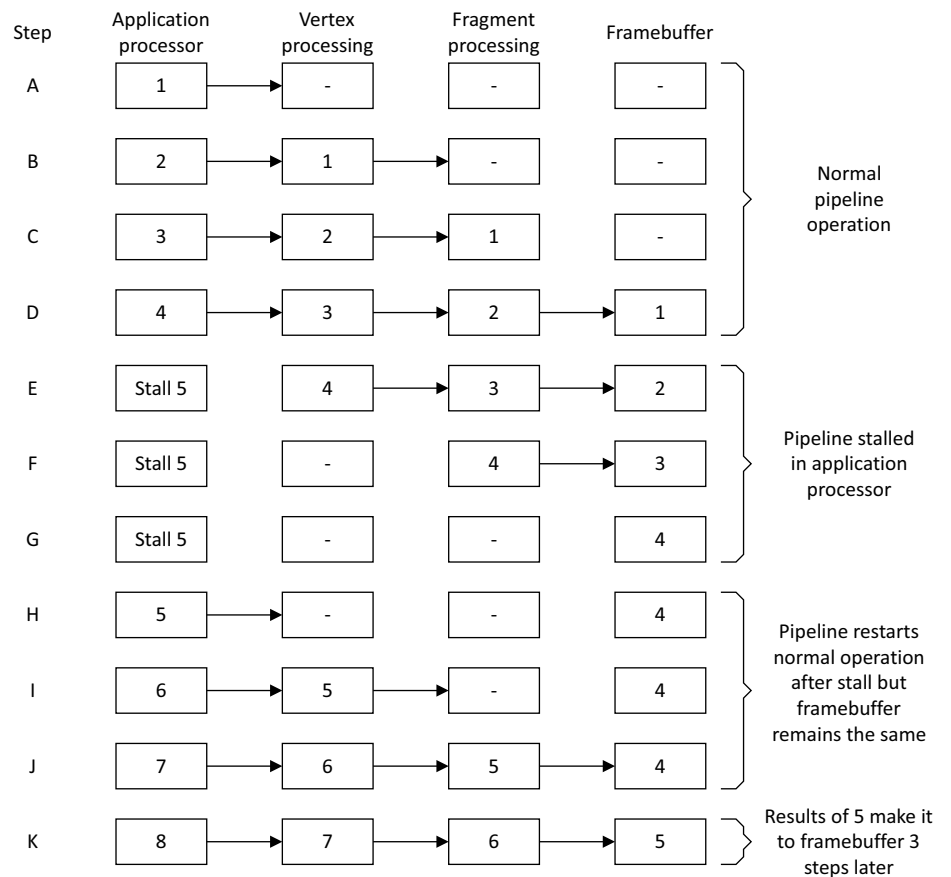 Step
Application
processor
Vertex
processing
Fragment
processing
Framebuffer
A
1
-
-
-
B
2
1
-
-
C
3
2
1
-
D
4
3
2
1
Normal
pipeline
operation
E
Stall 5
4
3
2
F
Stall 5
-
4
3
G
Stall 5
-
-
4
Pipeline stalled
in application
processor
H
5
-
-
4
I
6
5
-
4
J
7
6
5
4
Pipeline restarts
normal operation
after stall but
framebuffer
remains the same
K
8
7
6
5
Results of 5 make it
to framebuffer 3
steps later